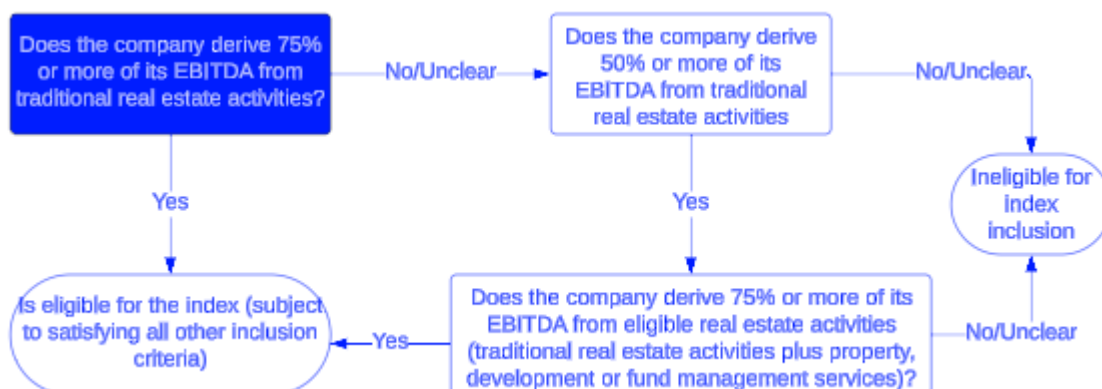 Does the company derive 75%
or more of its EBITDA from
traditional real estate activities?
No/Unclear
Does the company derive
50% or more of its
EBITDA from traditional
real estate activities
No/Unclear
Yes
Yes
Ineligible for
index
inclusion
Is eligible for the index (subject
to satisfying all other inclusion
criteria)
Yes
Does the company derive 75% or more of its
EBITDA from eligible real estate activities
(traditional real estate activities plus property,
development or fund management services)?
No/Unclear